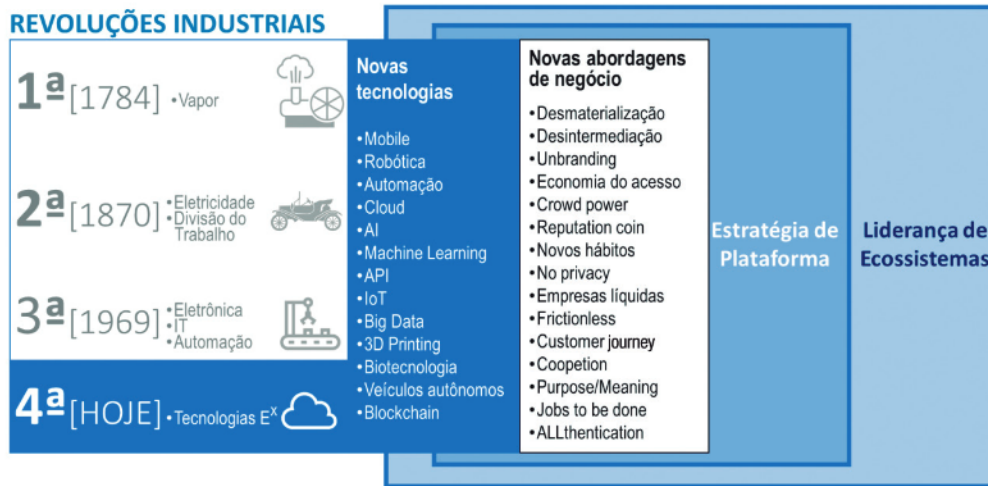 REVOLUÇÕES INDUSTRIAIS
1ª[1784] •Vapor
2ª[1870] •Eletricidade
•Divisão do
Trabalho
3ª[1969] •Eletrônica
•IT
•Automação
4ª[HOJE] •Tecnologias Eˣ
Novas
tecnologias
•Mobile
•Robótica
•Automação
•Cloud
•AI
•Machine Learning
•API
•IoT
•Big Data
•3D Printing
•Biotecnologia
•Veículos autônomos
•Blockchain
Novas abordagens
de negócio
•Desmaterialização
•Desintermediação
•Unbranding
•Economia do acesso
•Crowd power
•Reputation coin
•Novos hábitos
•No privacy
•Empresas líquidas
•Frictionless
•Customer journey
•Coopetion
•Purpose/Meaning
•Jobs to be done
•ALLthentication
Estratégia de
Plataforma
Liderança de
Ecossistemas